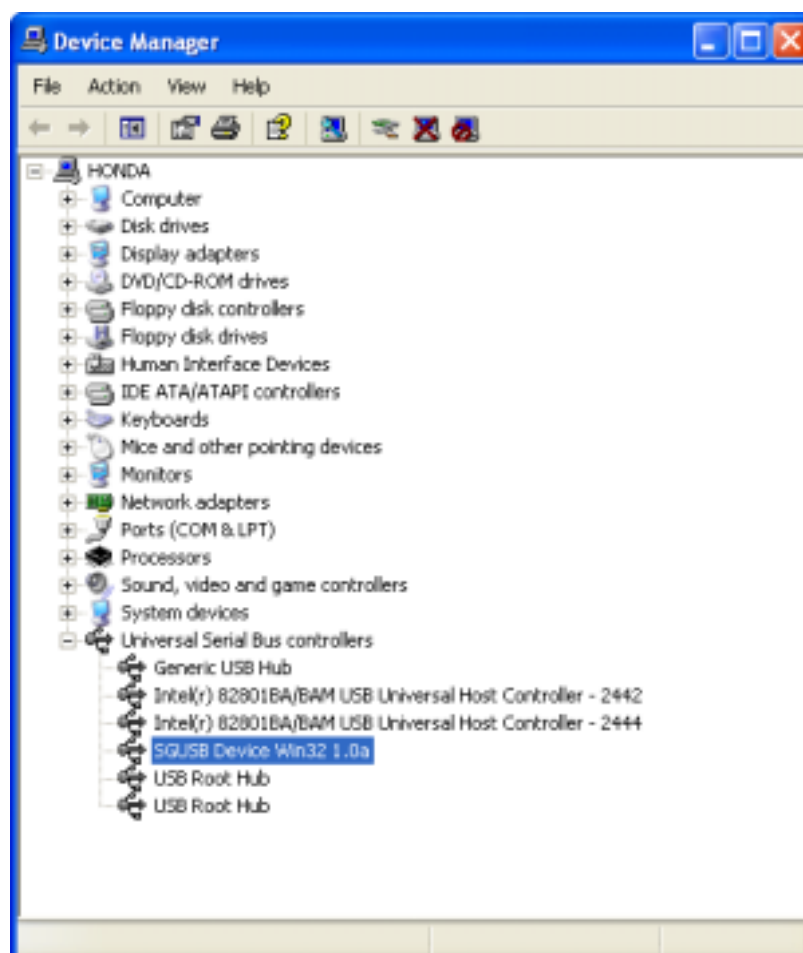 Device Manager
File Action View Help
HONDA
Computer
Disk drives
Display adapters
DVD/CD-ROM drives
Floppy disk controllers
Floppy disk drives
Human Interface Devices
IDE ATA/ATAPI controllers
Keyboards
Mice and other pointing devices
Monitors
Network adapters
Ports (COM & LPT)
Processors
Sound, video and game controllers
System devices
Universal Serial Bus controllers
Generic USB Hub
Intel(r) 82801BA/BAM USB Universal Host Controller - 2442
Intel(r) 82801BA/BAM USB Universal Host Controller - 2444
SGUSB Device Win32 1.0a
USB Root Hub
USB Root Hub